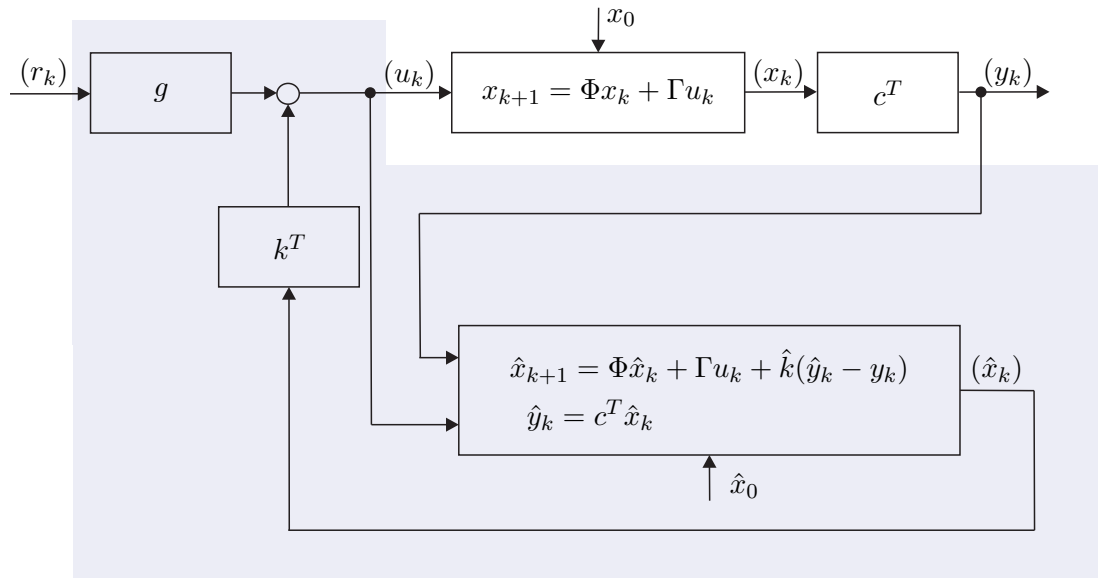 x_0
(r_k)
g
(u_k)
x_{k+1} = Φx_k + Γu_k
(x_k)
c^T
(y_k)
k^T
x̂_{k+1} = Φx̂_k + Γu_k + k̂(ŷ_k − y_k)
ŷ_k = c^T x̂_k
(x̂_k)
x̂_0